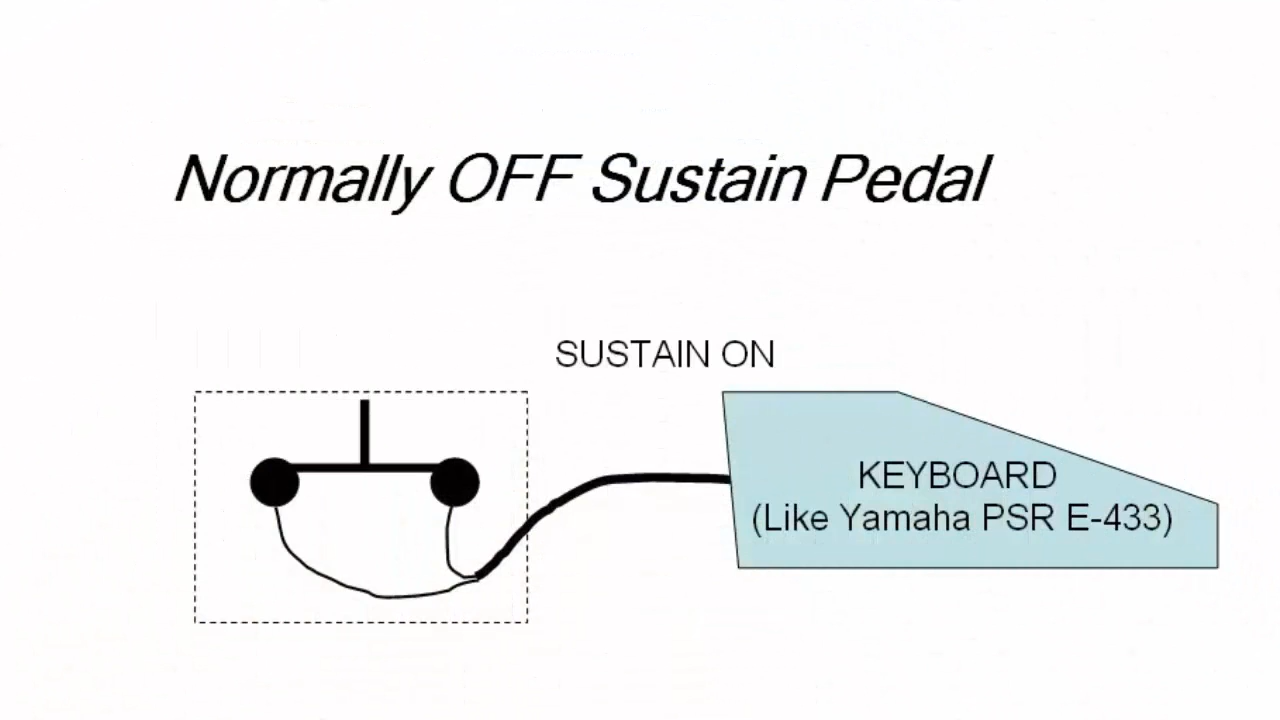 Normally OFF Sustain Pedal
SUSTAIN ON
KEYBOARD
(Like Yamaha PSR E-433)